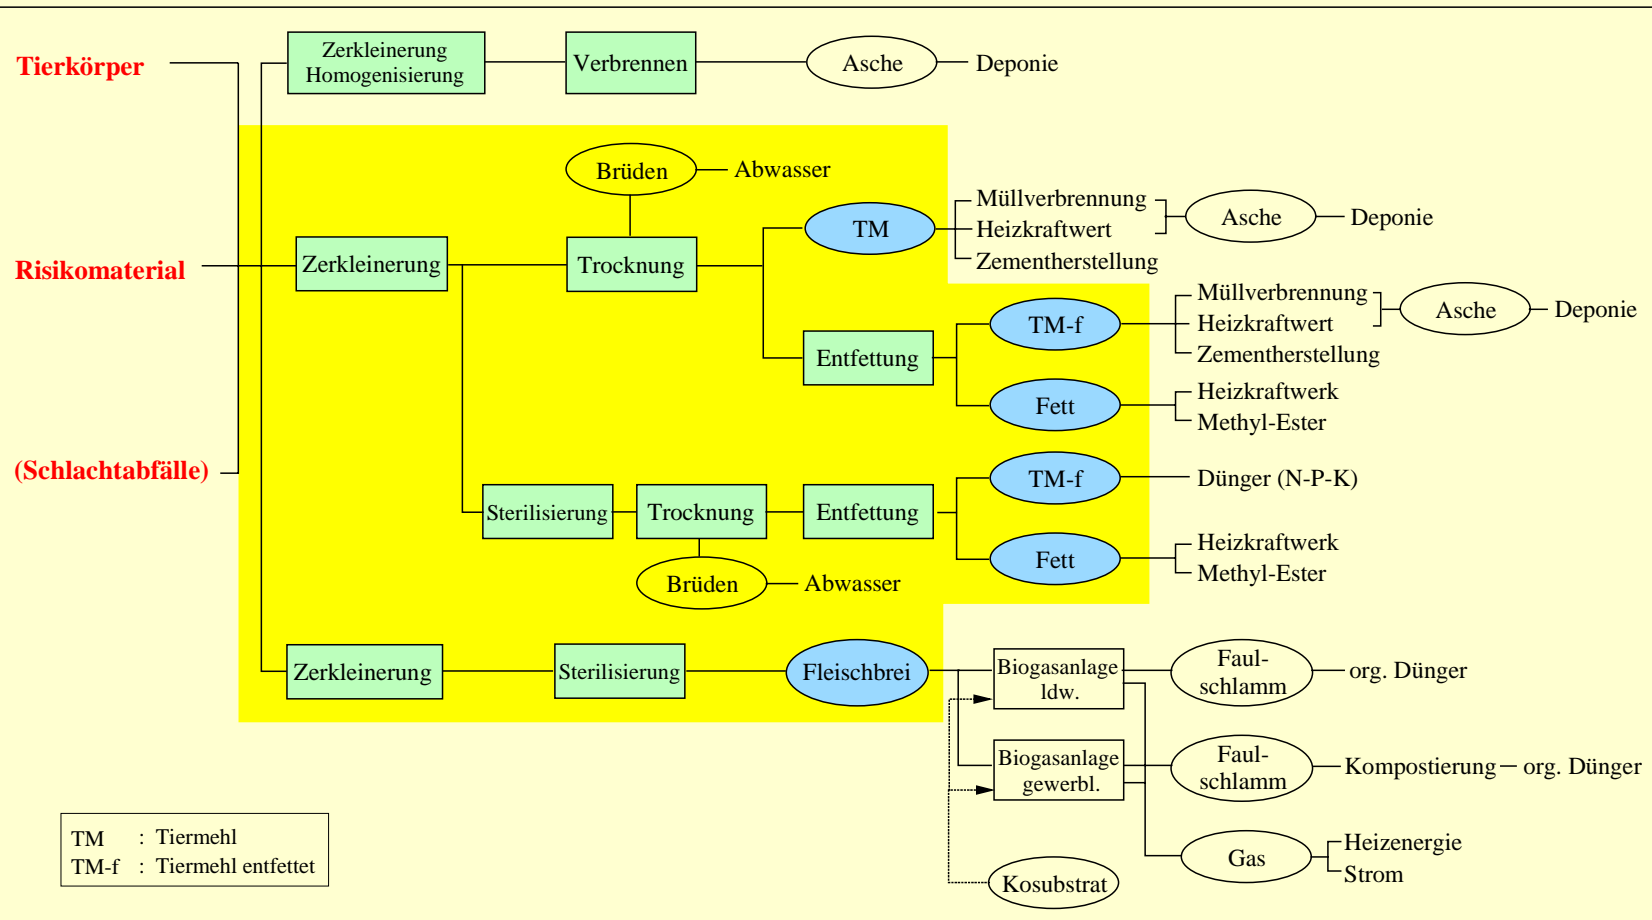 Tierkörper
Zerkleinerung
Homogenisierung
Verbrennen
Asche
Deponie
Brüden
Abwasser
Risikomaterial
Zerkleinerung
Trocknung
TM
Müllverbrennung
Heizkraftwert
Zementherstellung
Asche
Deponie
Entfettung
TM-f
Müllverbrennung
Heizkraftwert
Zementherstellung
Asche
Deponie
Fett
Heizkraftwerk
Methyl-Ester
(Schlachtabfälle)
Sterilisierung
Trocknung
Entfettung
TM-f
Dünger (N-P-K)
Fett
Heizkraftwerk
Methyl-Ester
Brüden
Abwasser
Zerkleinerung
Sterilisierung
Fleischbrei
Biogasanlage
ldw.
Faul-
schlamm
org. Dünger
Biogasanlage
gewerbl.
Faul-
schlamm
Kompostierung
org. Dünger
Gas
Heizenergie
Strom
Kosubstrat
TM : Tiermehl
TM-f : Tiermehl entfettet